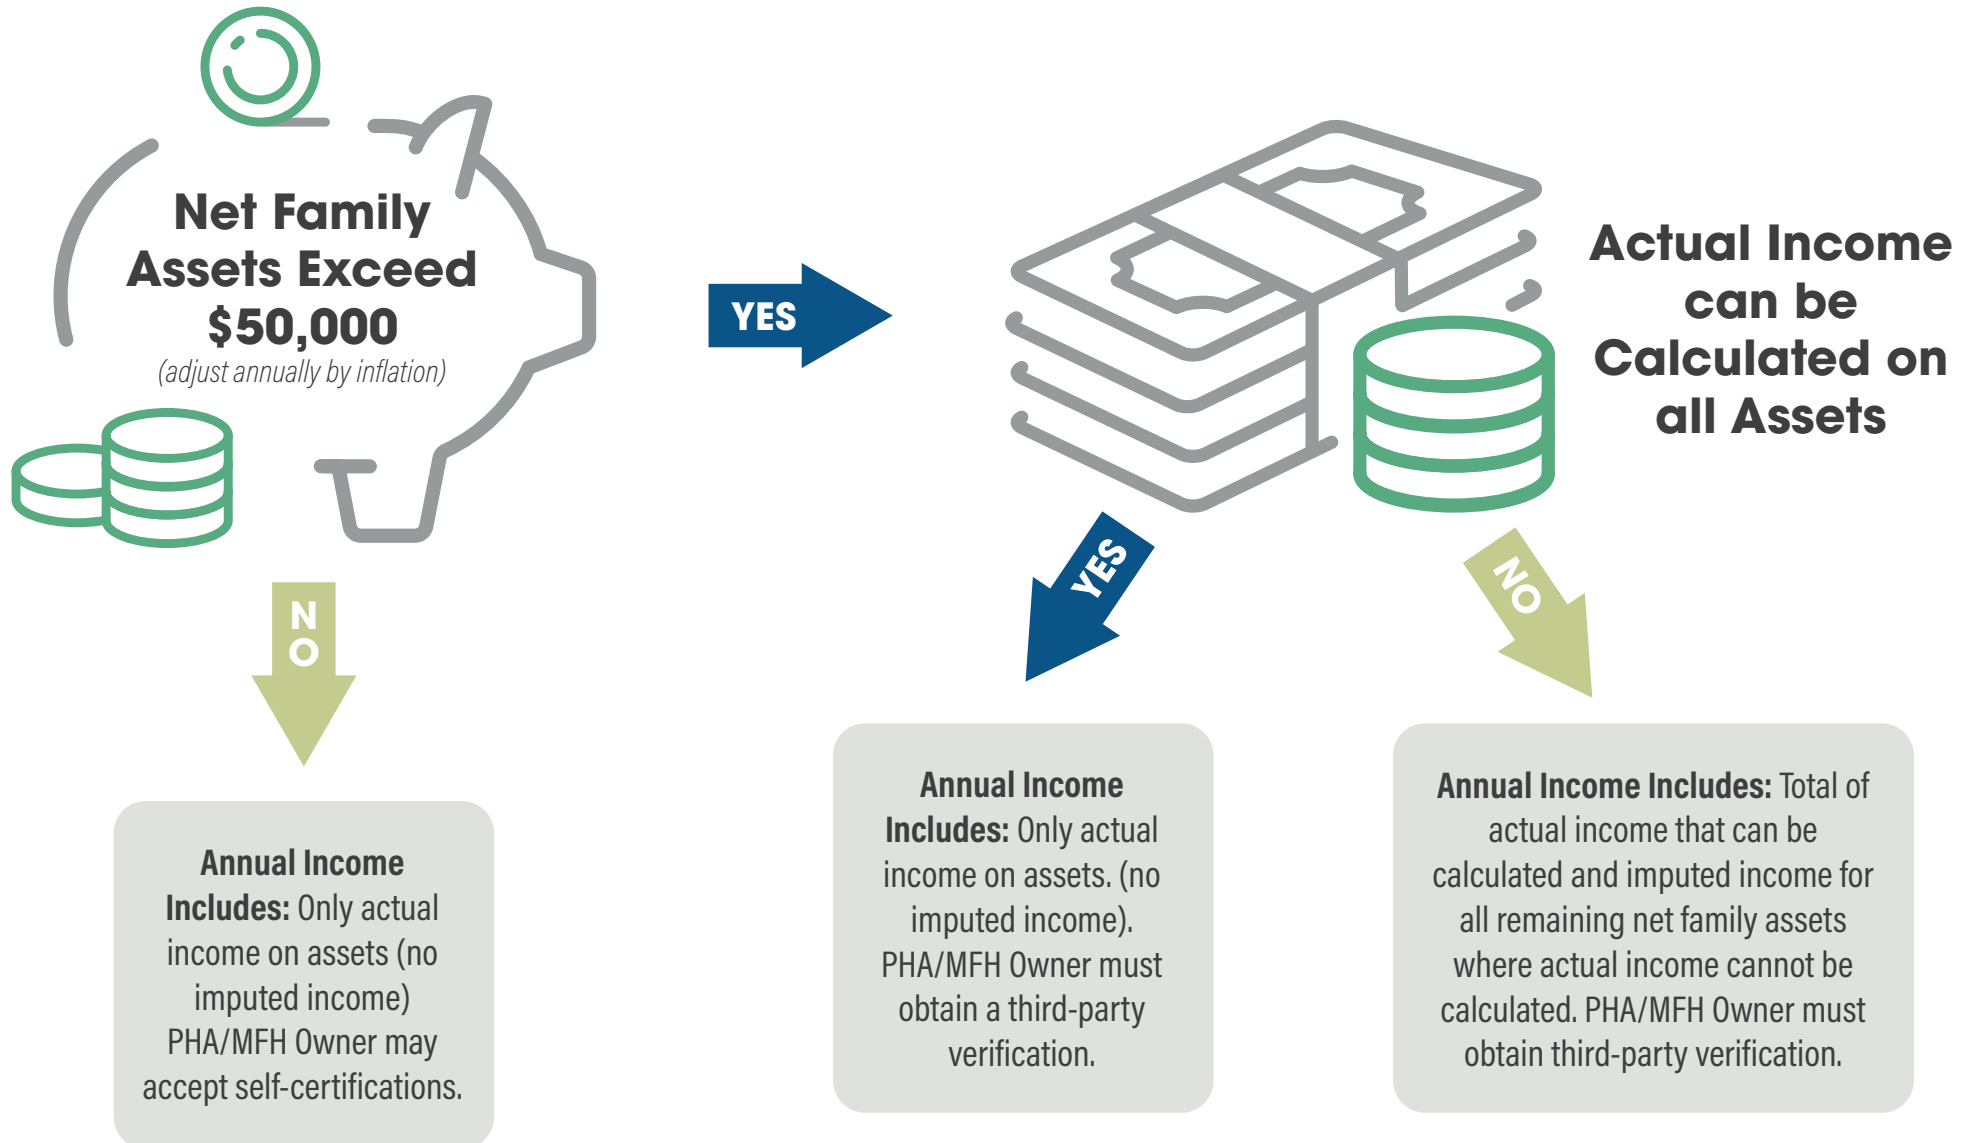 Net Family
Assets Exceed
$50,000
(adjust annually by inflation)
YES
Actual Income
can be
Calculated on
all Assets
N
O
YES
NO
Annual Income
Includes: Only actual
income on assets (no
imputed income)
PHA/MFH Owner may
accept self-certifications.
Annual Income
Includes: Only actual
income on assets. (no
imputed income).
PHA/MFH Owner must
obtain a third-party
verification.
Annual Income Includes: Total of
actual income that can be
calculated and imputed income for
all remaining net family assets
where actual income cannot be
calculated. PHA/MFH Owner must
obtain third-party verification.